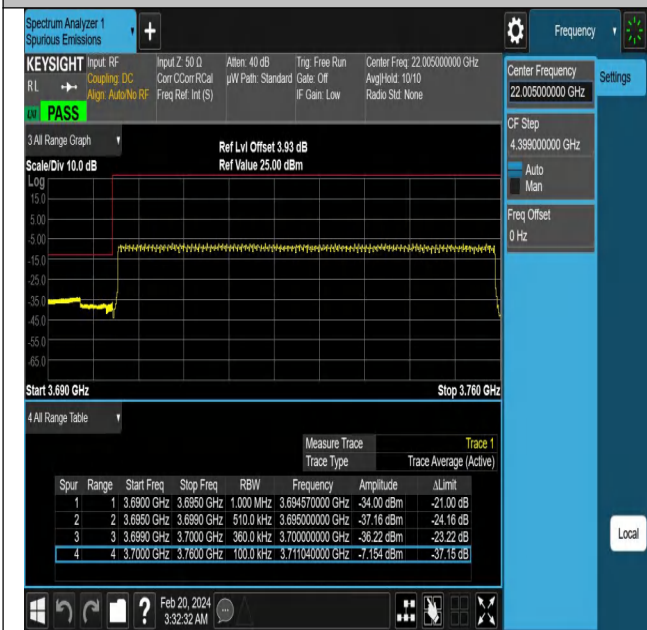 Spectrum Analyzer 1
Spurious Emissions
+
Frequency
KEYSIGHT
RL
Input: RF
Coupling: DC
Align: Auto/No RF
Input Z: 50 Ω
Corr CCorr RCal
Freq Ref: Int (S)
Atten: 40 dB
µW Path: Standard
Trig: Free Run
Gate: Off
IF Gain: Low
Center Freq: 22.005000000 GHz
Avg|Hold: 10/10
Radio Std: None
PASS
3 All Range Graph
Scale/Div 10.0 dB
Ref Lvl Offset 3.93 dB
Ref Value 25.00 dBm
Log
15.0
5.00
-5.00
-15.0
-25.0
-35.0
-45.0
-55.0
-65.0
Start 3.690 GHz
Stop 3.760 GHz
4 All Range Table
Measure Trace Trace 1
Trace Type Trace Average (Active)
Spur Range Start Freq Stop Freq RBW Frequency Amplitude ΔLimit
1 1 3.6900 GHz 3.6950 GHz 1.000 MHz 3.694570000 GHz -34.00 dBm -21.00 dB
2 2 3.6950 GHz 3.6990 GHz 510.0 kHz 3.695000000 GHz -37.16 dBm -24.16 dB
3 3 3.6990 GHz 3.7000 GHz 360.0 kHz 3.700000000 GHz -36.22 dBm -23.22 dB
4 4 3.7000 GHz 3.7600 GHz 100.0 kHz 3.711040000 GHz -7.154 dBm -37.15 dB
Center Frequency
22.005000000 GHz
Settings
CF Step
4.399000000 GHz
Auto
Man
Freq Offset
0 Hz
Local
?
Feb 20, 2024
3:32:32 AM